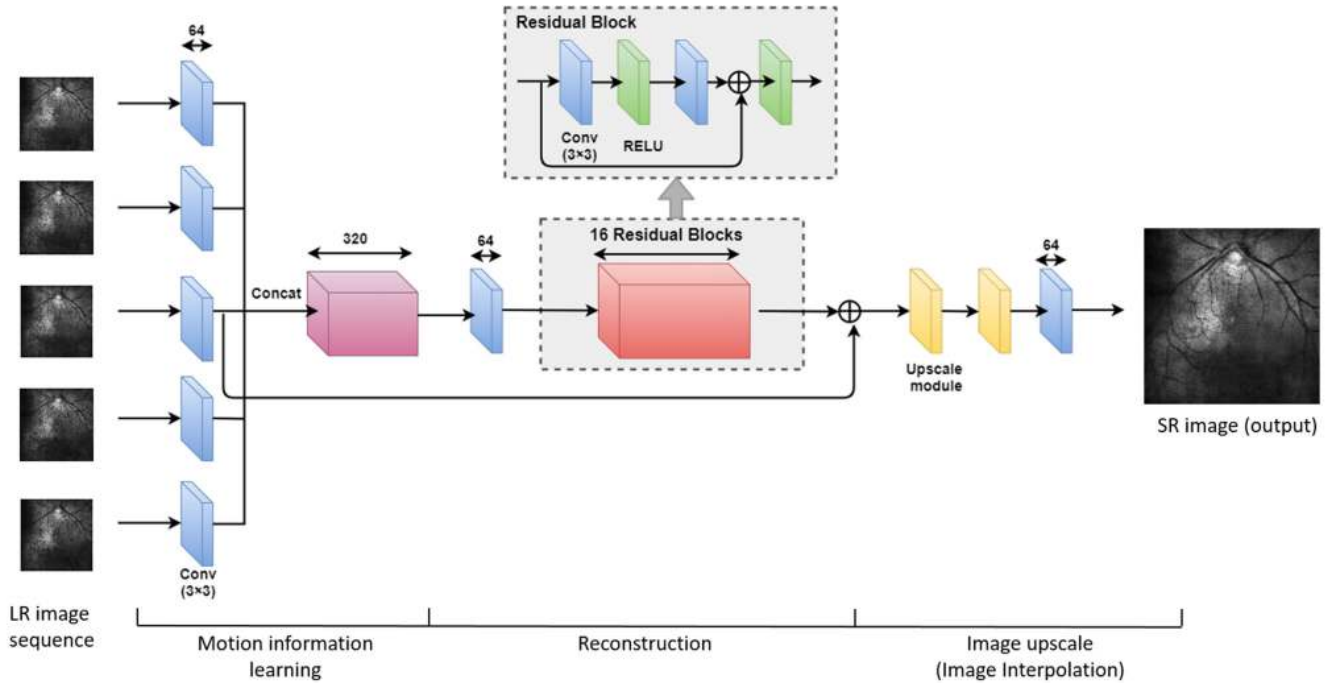 Residual Block
64
Conv
(3×3)
RELU
16 Residual Blocks
320
64
64
Concat
Upscale
module
SR image (output)
Conv
(3×3)
LR image
sequence
Motion information
learning
Reconstruction
Image upscale
(Image Interpolation)